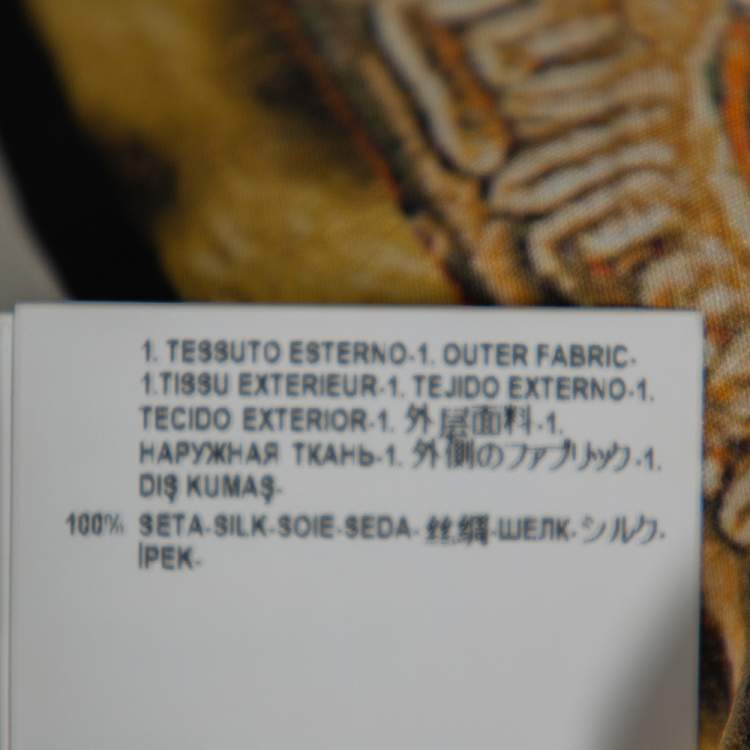 1. TESSUTO ESTERNO-1. OUTER FABRIC-
1.TISSU EXTERIEUR-1. TEJIDO EXTERNO-1.
TECIDO EXTERIOR-1. 外层面料-1.
НАРУЖНАЯ ТКАНЬ-1. 外側のファブリック-1.
DIŞ KUMAŞ-
100% SETA-SILK-SOIE-SEDA-丝绸-ШЕЛК-シルク-
İPEK-